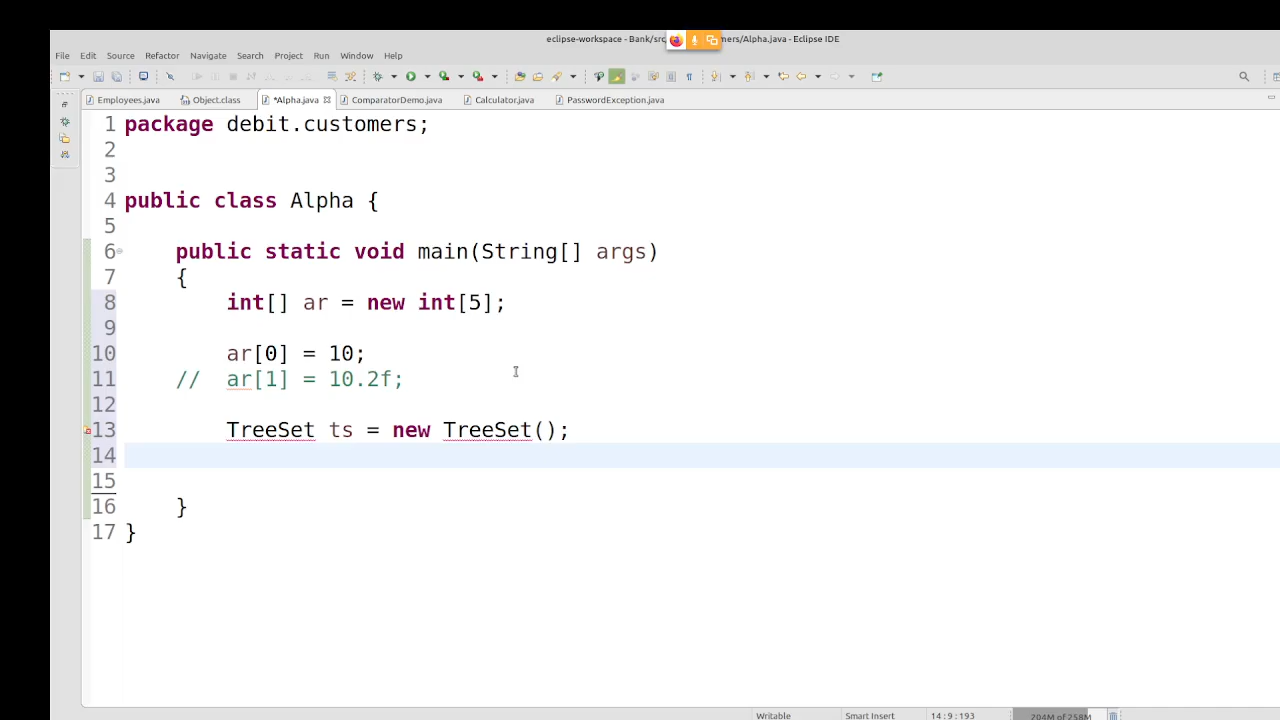 eclipse-workspace - Bank/src mers/Alpha.java - Eclipse IDE
File Edit Source Refactor Navigate Search Project Run Window Help
Employees.java Object.class *Alpha.java ComparatorDemo.java Calculator.java PasswordException.java
1 package debit.customers;
2
3
4 public class Alpha {
5
6 public static void main(String[] args)
7 {
8 int[] ar = new int[5];
9
10 ar[0] = 10;
11 // ar[1] = 10.2f;
12
13 TreeSet ts = new TreeSet();
14
15
16 }
17 }
Writable Smart Insert 14:9:193 704M of 258M